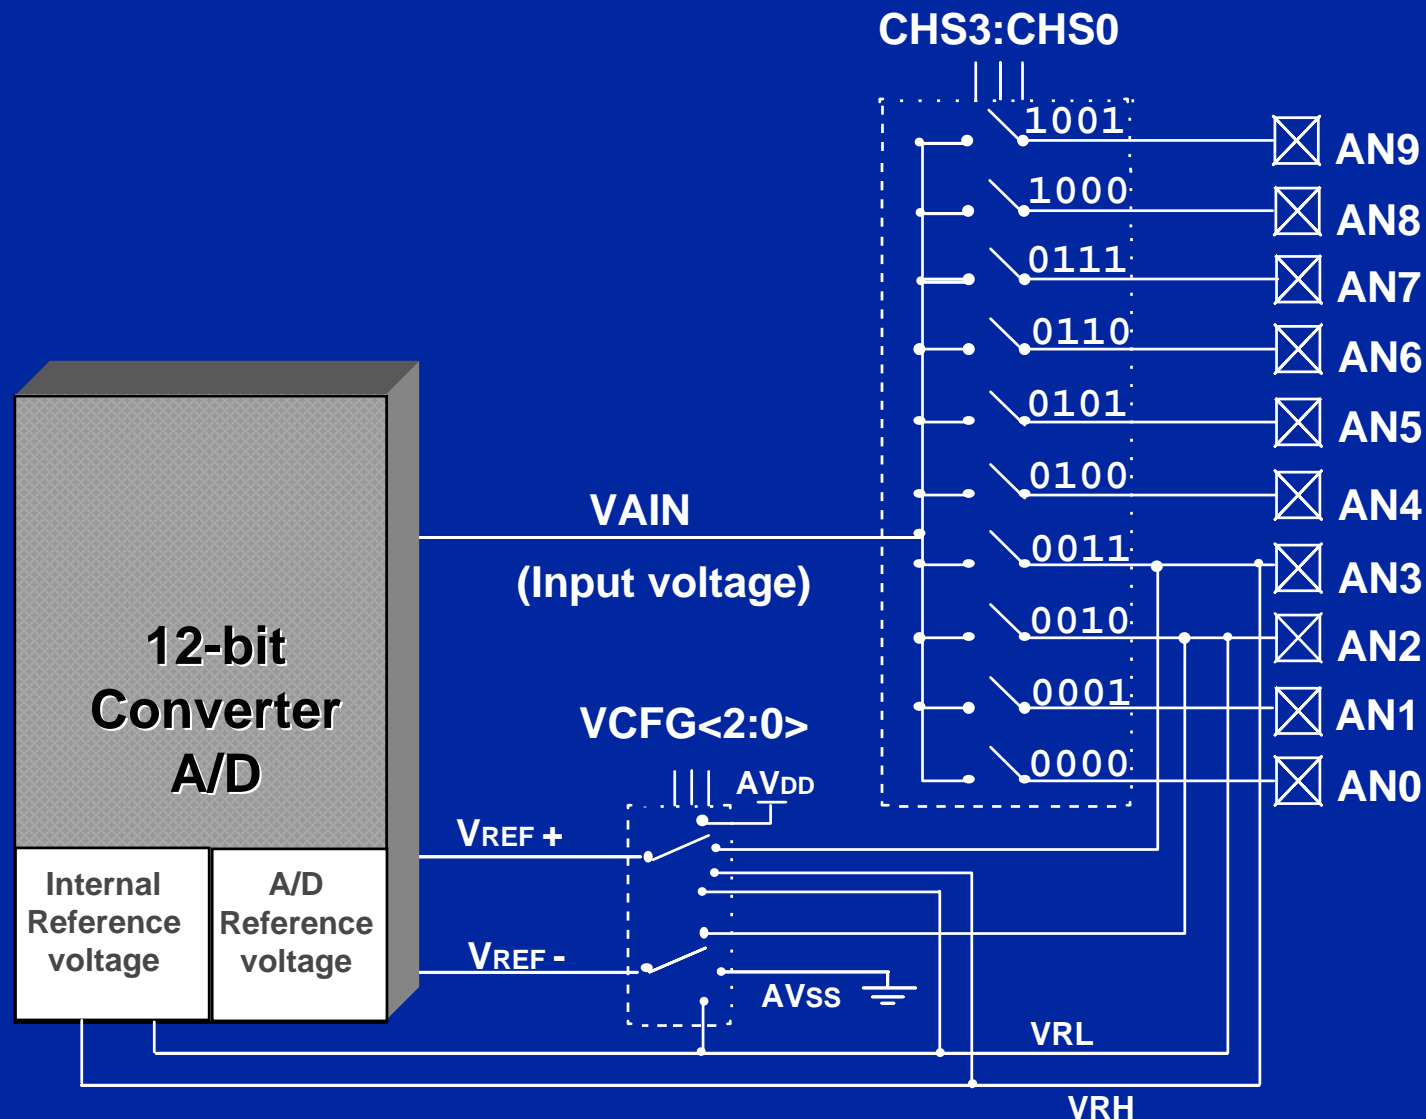 CHS3:CHS0
1001
AN9
1000
AN8
0111
AN7
0110
AN6
0101
AN5
0100
AN4
0011
AN3
0010
AN2
0001
AN1
0000
AN0
VAIN
(Input voltage)
12-bit
Converter
A/D
VCFG<2:0>
AVDD
VREF +
VREF -
AVSS
Internal
Reference
voltage
A/D
Reference
voltage
VRL
VRH